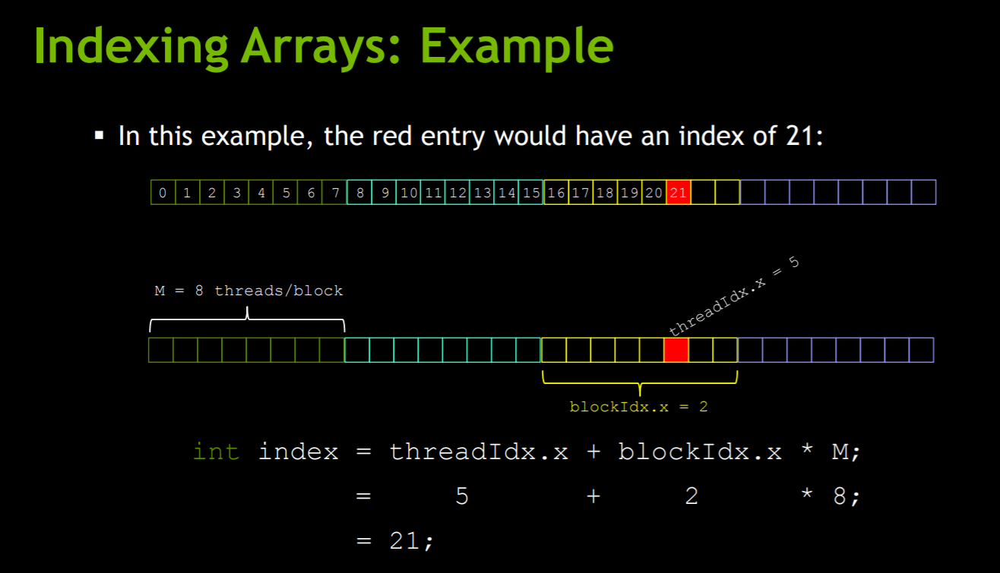 Indexing Arrays: Example
▪ In this example, the red entry would have an index of 21:
0 1 2 3 4 5 6 7 8 9 10 11 12 13 14 15 16 17 18 19 20 21
threadIdx.x = 5
M = 8 threads/block
blockIdx.x = 2
int index = threadIdx.x + blockIdx.x * M;
= 5 + 2 * 8;
= 21;